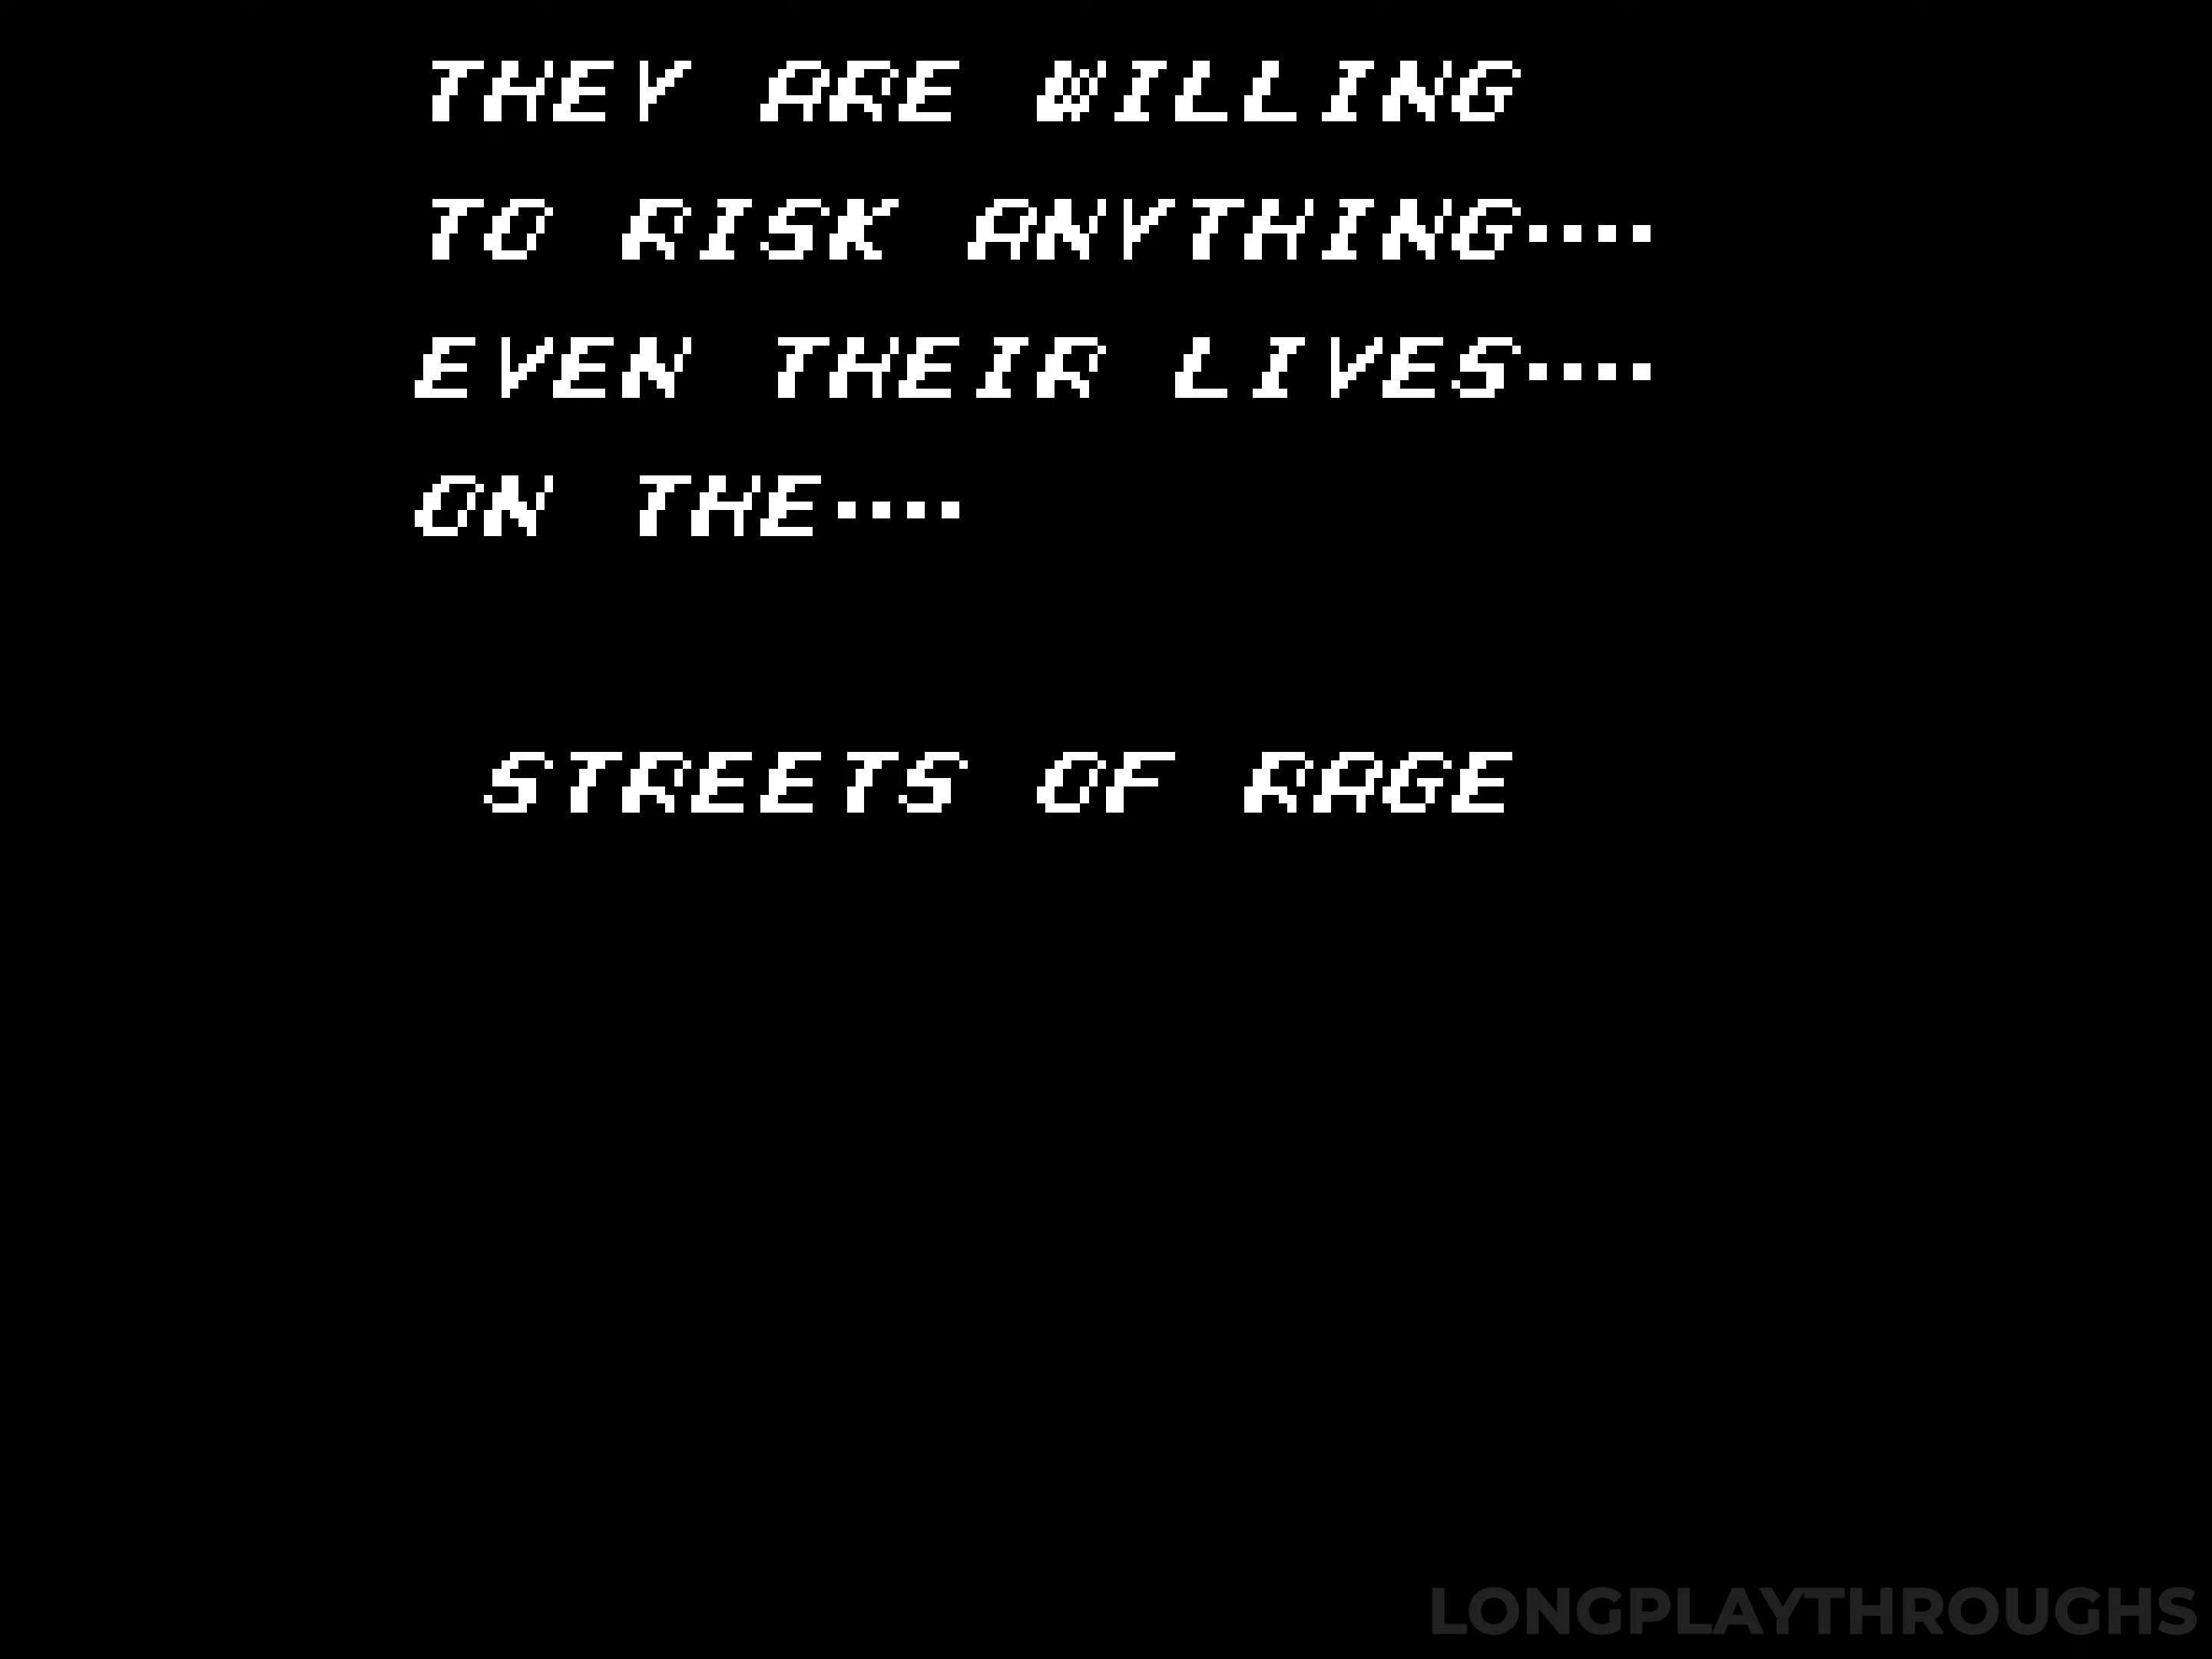 THEY ARE WILLING
TO RISK ANYTHING····
EVEN THEIR LIVES····
ON THE····
STREETS OF RAGE
LONGPLAYTHROUGHS